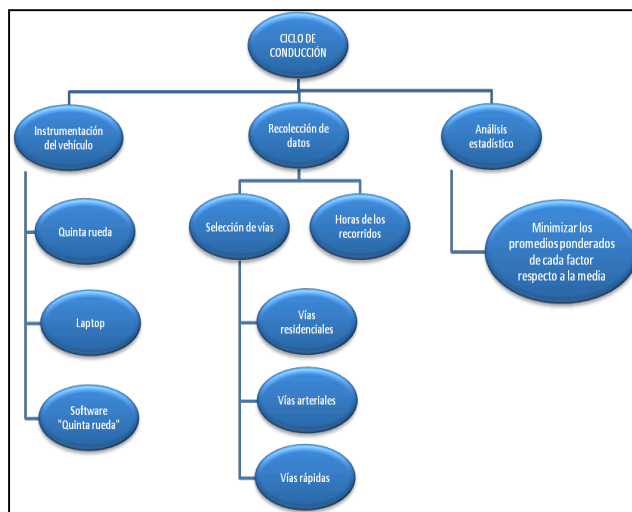 CICLO DE
CONDUCCIÓN
Instrumentación
del vehículo
Recolección de
datos
Análisis
estadístico
Quinta rueda
Selección de vías
Horas de los
recorridos
Minimizar los
promedios ponderados
de cada factor
respecto a la media
Laptop
Vías
residenciales
Software
"Quinta rueda"
Vías arteriales
Vías rápidas